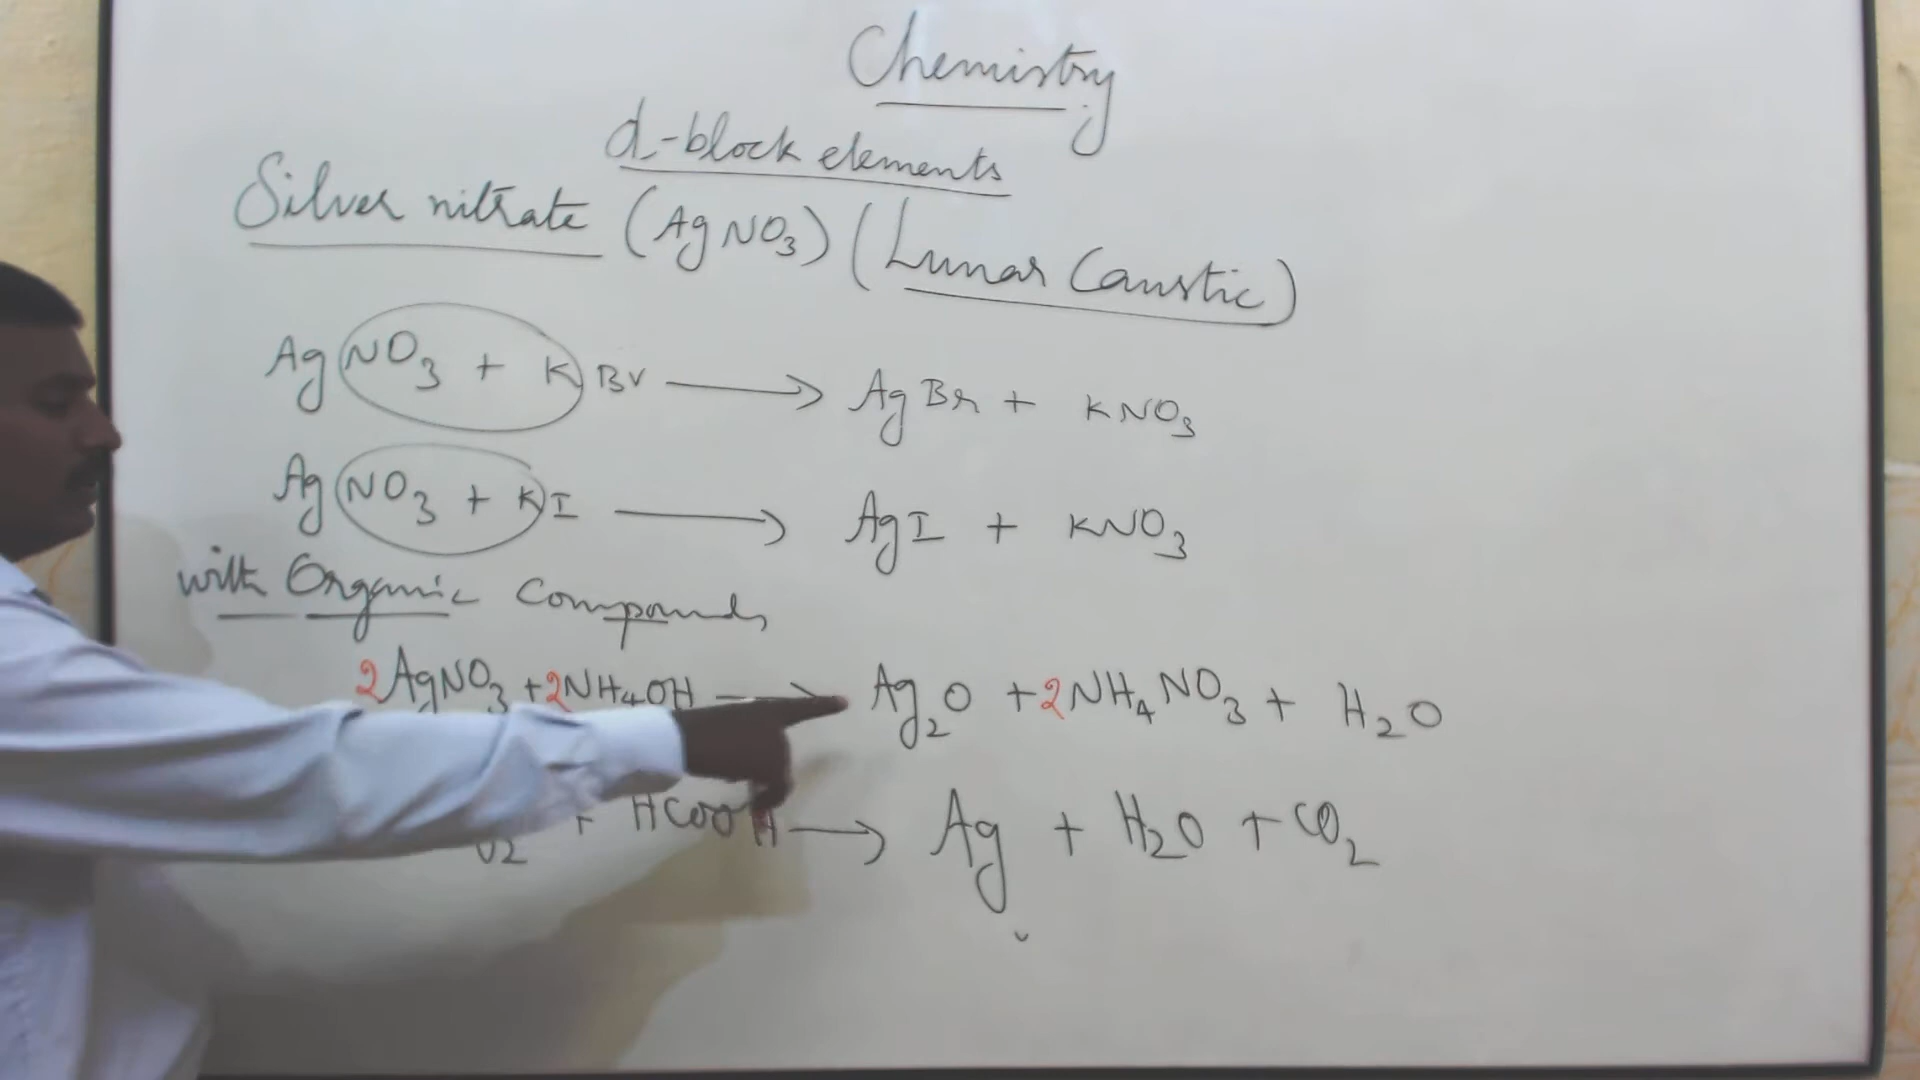 Chemistry
d-block elements
Silver nitrate (AgNO3) (Lunar Caustic)
AgNO3 + KBr ⟶ AgBr + KNO3
AgNO3 + KI ⟶ AgI + KNO3
with Organic Compounds
2AgNO3 + 2NH4OH ⟶ Ag2O + 2NH4NO3 + H2O
+ HCOOH ⟶ Ag + H2O + CO2